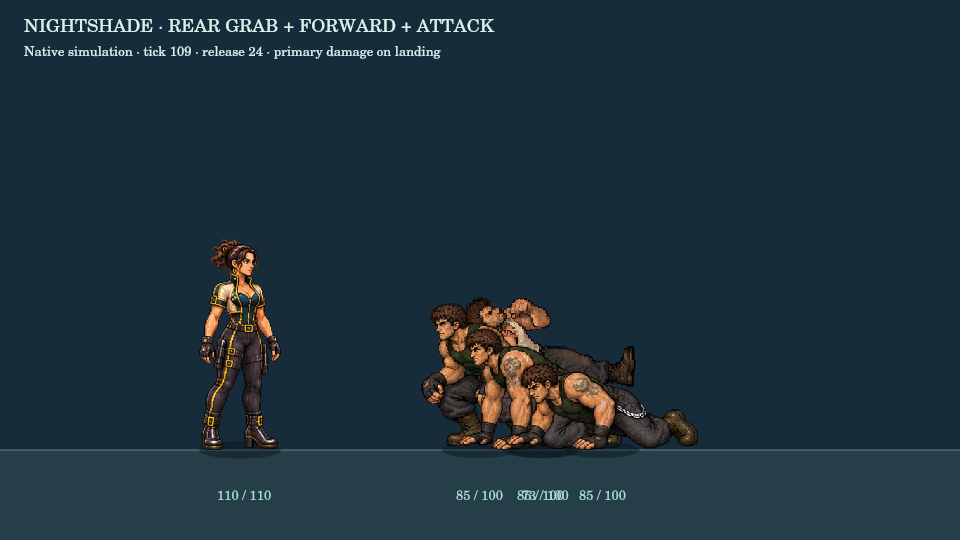 NIGHTSHADE · REAR GRAB + FORWARD + ATTACK
Native simulation · tick 109 · release 24 · primary damage on landing
110 / 110 85 / 100 85 / 100